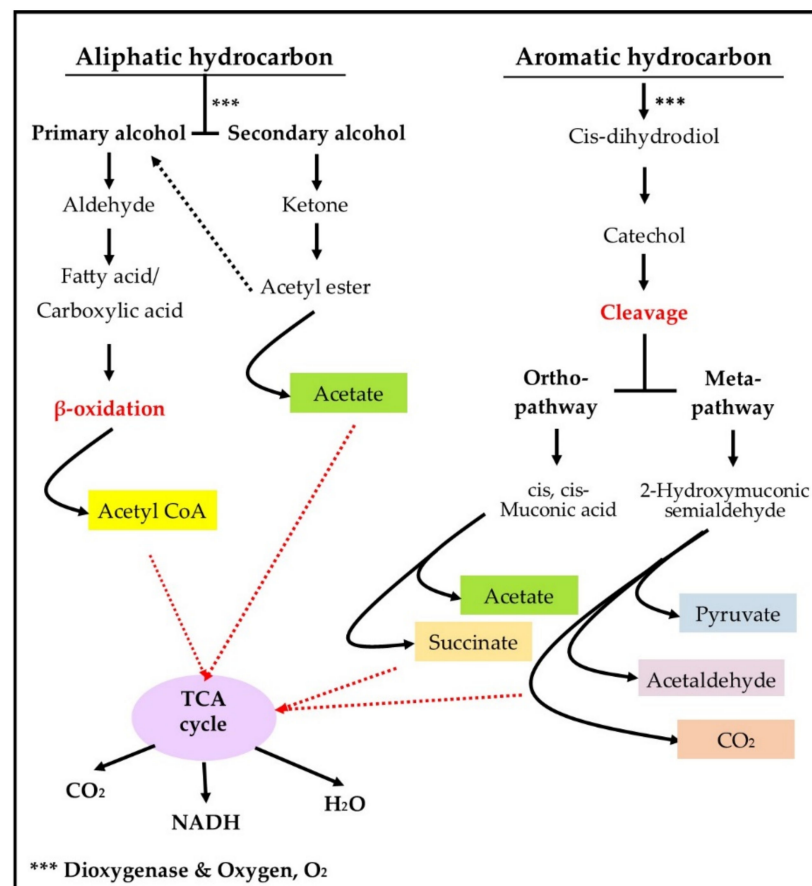 Aliphatic hydrocarbon
***
Primary alcohol
Secondary alcohol
Aldehyde
Ketone
Fatty acid/
Carboxylic acid
Acetyl ester
β-oxidation
Acetate
Acetyl CoA
Aromatic hydrocarbon
***
Cis-dihydrodiol
Catechol
Cleavage
Ortho-
pathway
Meta-
pathway
cis, cis-
Muconic acid
2-Hydroxymuconic
semialdehyde
Acetate
Succinate
Pyruvate
Acetaldehyde
CO₂
TCA
cycle
CO₂
NADH
H₂O
*** Dioxygenase & Oxygen, O₂